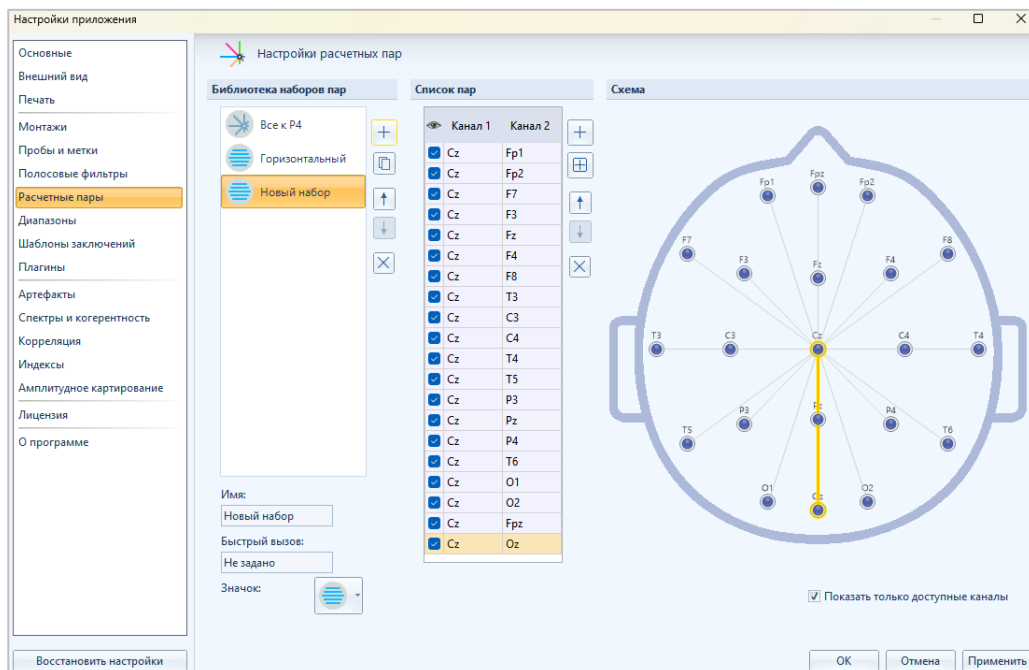 Настройки приложения
Основные
Внешний вид
Печать
Монтажи
Пробы и метки
Полосовые фильтры
Расчетные пары
Диапазоны
Шаблоны заключений
Плагины
Артефакты
Спектры и когерентность
Корреляция
Индексы
Амплитудное картирование
Лицензия
О программе
Восстановить настройки
Настройки расчетных пар
Библиотека наборов пар
Все к P4
Горизонтальный
Новый набор
Имя:
Новый набор
Быстрый вызов:
Не задано
Значок:
Список пар
Канал 1 Канал 2
Cz Fp1
Cz Fp2
Cz F7
Cz F3
Cz Fz
Cz F4
Cz F8
Cz T3
Cz C3
Cz C4
Cz T4
Cz T5
Cz P3
Cz Pz
Cz P4
Cz T6
Cz O1
Cz O2
Cz Fpz
Cz Oz
Схема
Fp1 Fpz Fp2
F7 F3 Fz F4 F8
T3 C3 Cz C4 T4
T5 P3 Pz P4 T6
O1 Oz O2
Показать только доступные каналы
OK Отмена Применить